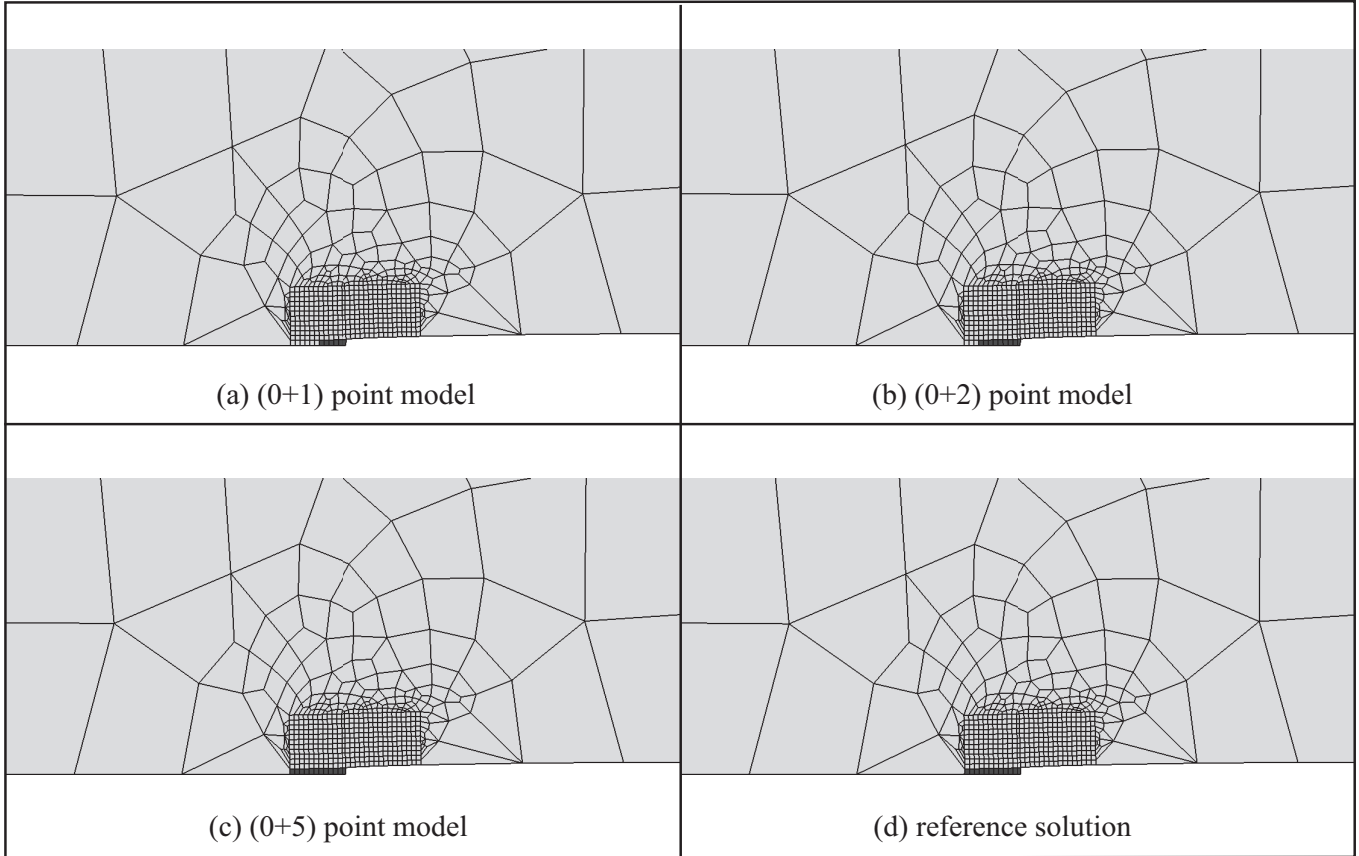 (a) (0+1) point model
(b) (0+2) point model
(c) (0+5) point model
(d) reference solution